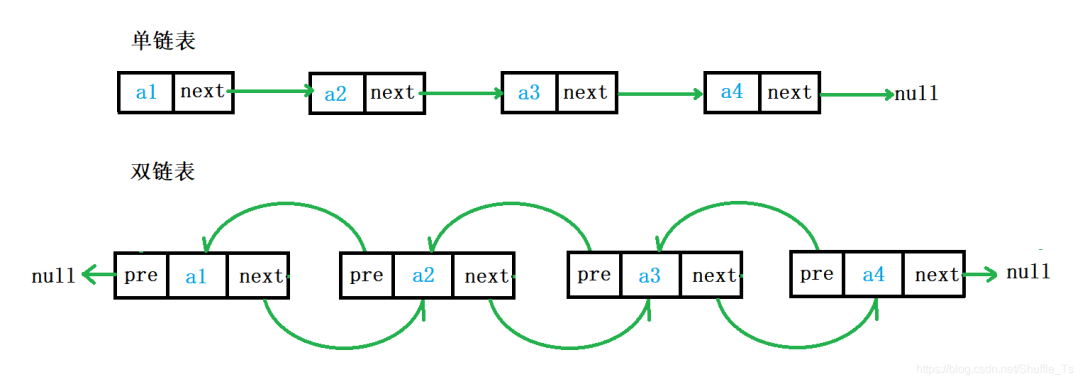 单链表
a1 next a2 next a3 next a4 next null
双链表
null pre a1 next pre a2 next pre a3 next pre a4 next null
https://blog.csdn.net/Shuffle_Ts